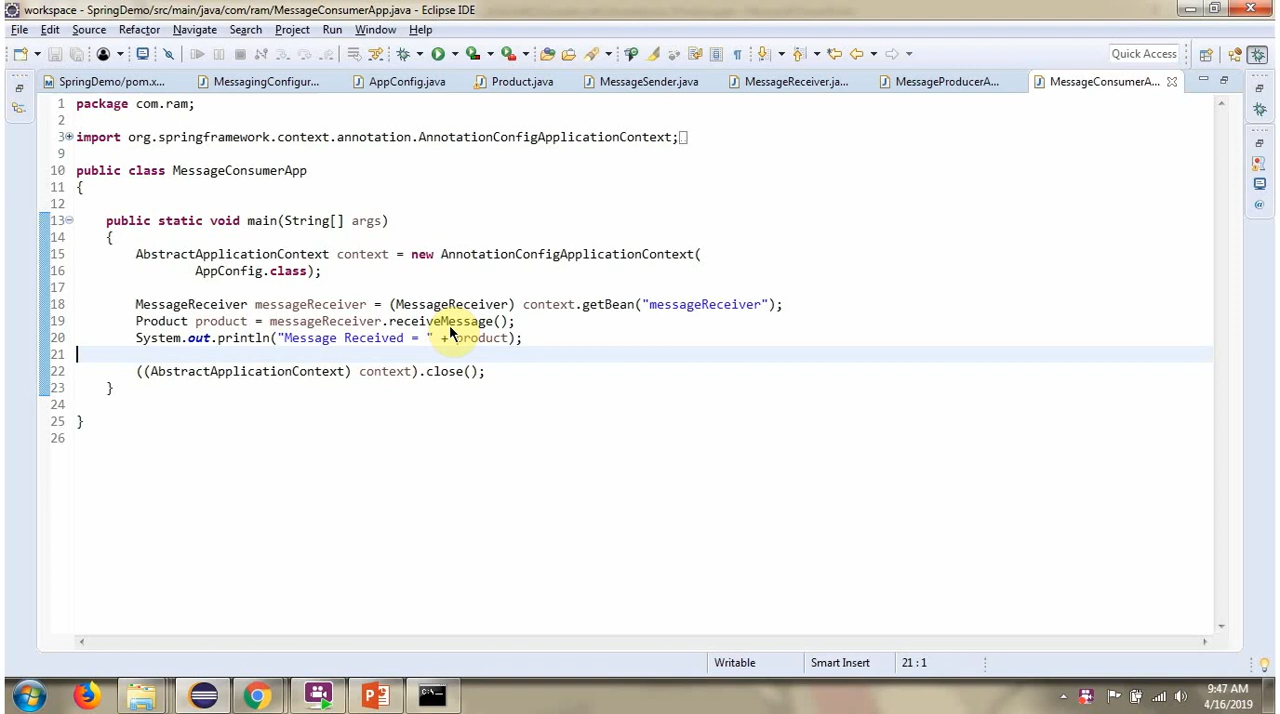 workspace - SpringDemo/src/main/java/com/ram/MessageConsumerApp.java - Eclipse IDE
File Edit Source Refactor Navigate Search Project Run Window Help
Quick Access
SpringDemo/pom.x... MessagingConfigur... AppConfig.java Product.java MessageSender.java MessageReceiver.ja... MessageProducerA... MessageConsumerA...
1 package com.ram;
2
3 import org.springframework.context.annotation.AnnotationConfigApplicationContext;
9
10 public class MessageConsumerApp
11 {
12
13 public static void main(String[] args)
14 {
15 AbstractApplicationContext context = new AnnotationConfigApplicationContext(
16 AppConfig.class);
17
18 MessageReceiver messageReceiver = (MessageReceiver) context.getBean("messageReceiver");
19 Product product = messageReceiver.receiveMessage();
20 System.out.println("Message Received = " + product);
21
22 ((AbstractApplicationContext) context).close();
23 }
24
25 }
26
Writable Smart Insert 21 : 1
9:47 AM
4/16/2019